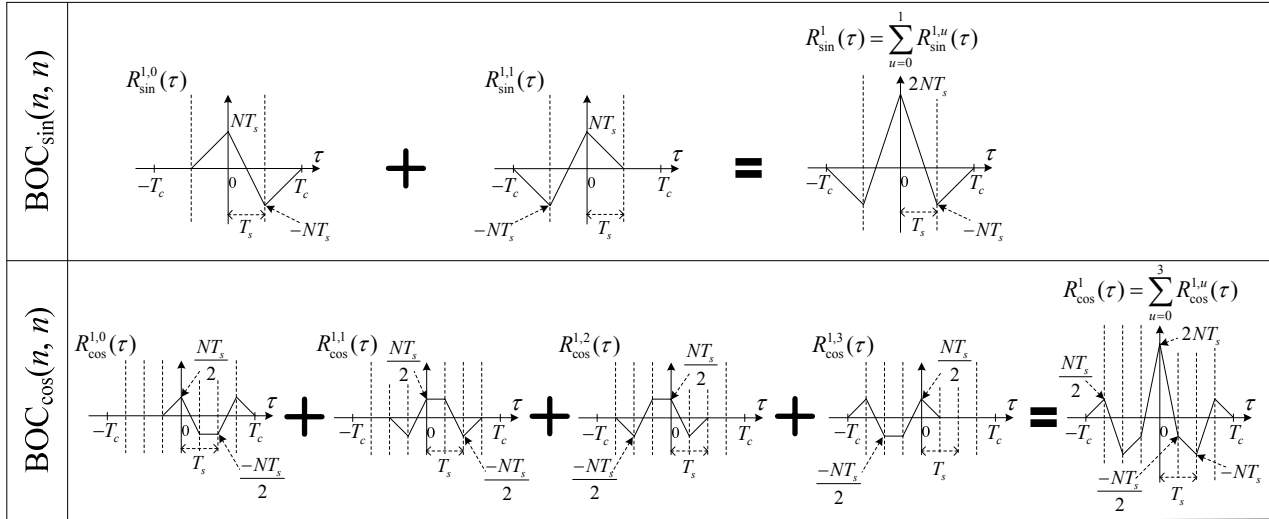 BOC_sin(n, n)
R_sin^{1,0}(τ)
NT_s
τ
−T_c
0
T_c
T_s
−NT_s
+
R_sin^{1,1}(τ)
NT_s
τ
−T_c
0
T_c
−NT_s
T_s
=
R_sin^1(τ) = ∑_{u=0}^{1} R_sin^{1,u}(τ)
2NT_s
τ
−T_c
0
T_c
T_s
−NT_s
BOC_cos(n, n)
R_cos^{1,0}(τ)
NT_s/2
τ
−T_c
0
T_c
T_s
−NT_s/2
+
R_cos^{1,1}(τ)
NT_s/2
τ
−T_c
0
T_c
T_s
−NT_s/2
+
R_cos^{1,2}(τ)
NT_s/2
τ
−T_c
0
T_c
−NT_s/2
T_s
+
R_cos^{1,3}(τ)
NT_s/2
τ
−T_c
0
T_c
−NT_s/2
T_s
=
R_cos^1(τ) = ∑_{u=0}^{3} R_cos^{1,u}(τ)
2NT_s
NT_s/2
τ
−T_c
0
T_c
−NT_s/2
T_s
−NT_s